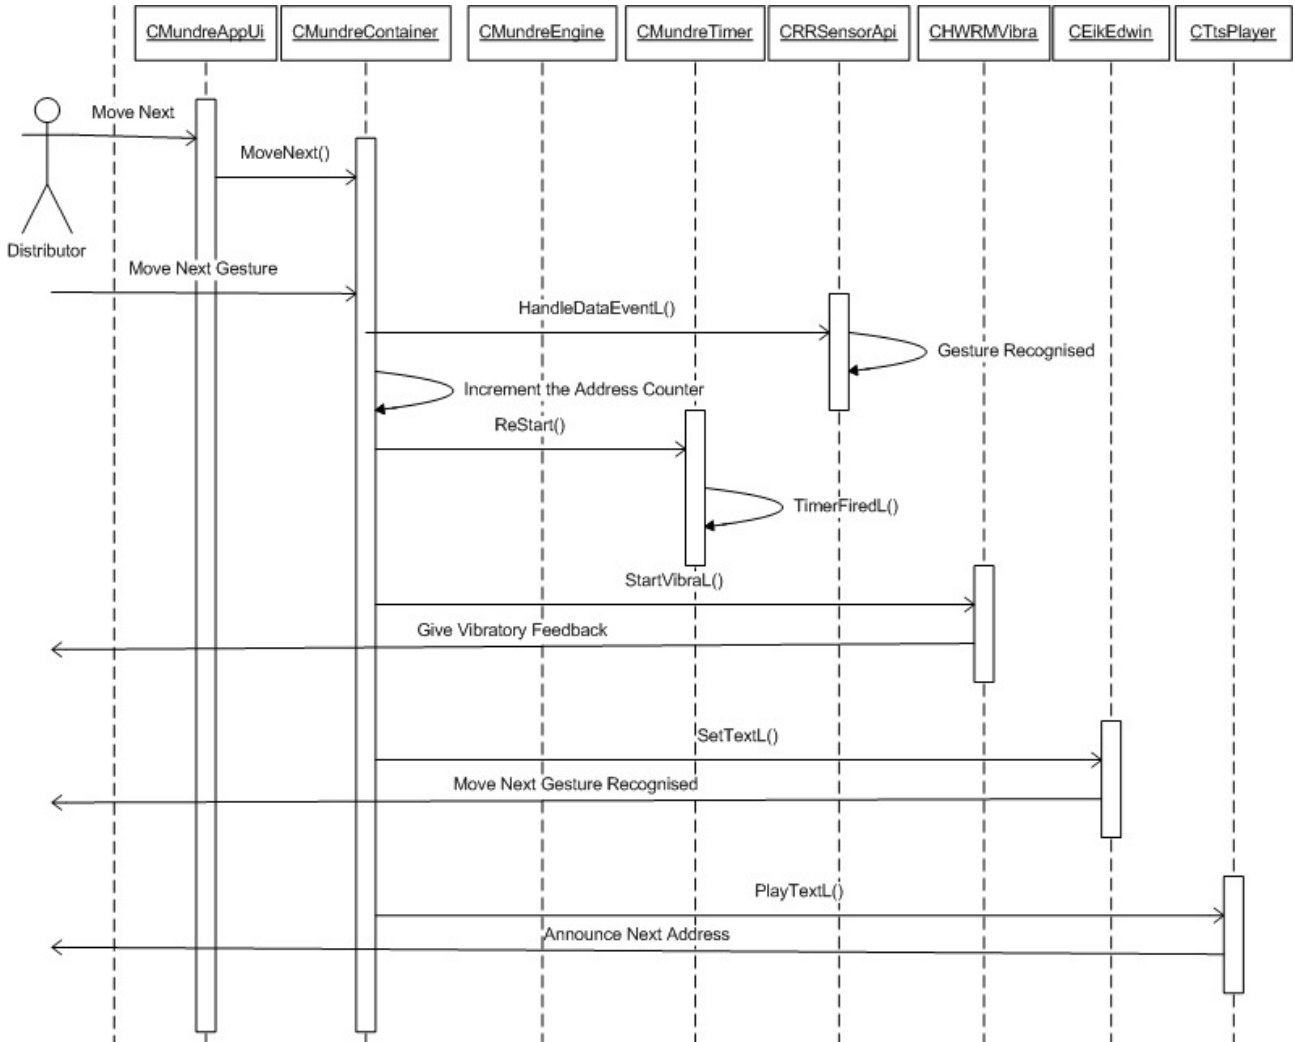 CMundreAppUi
CMundreContainer
CMundreEngine
CMundreTimer
CRRSensorApi
CHWRMVibra
CEikEdwin
CTtsPlayer
Move Next
MoveNext()
Distributor
Move Next Gesture
HandleDataEventL()
Gesture Recognised
Increment the Address Counter
ReStart()
TimerFiredL()
StartVibraL()
Give Vibratory Feedback
SetTextL()
Move Next Gesture Recognised
PlayTextL()
Announce Next Address